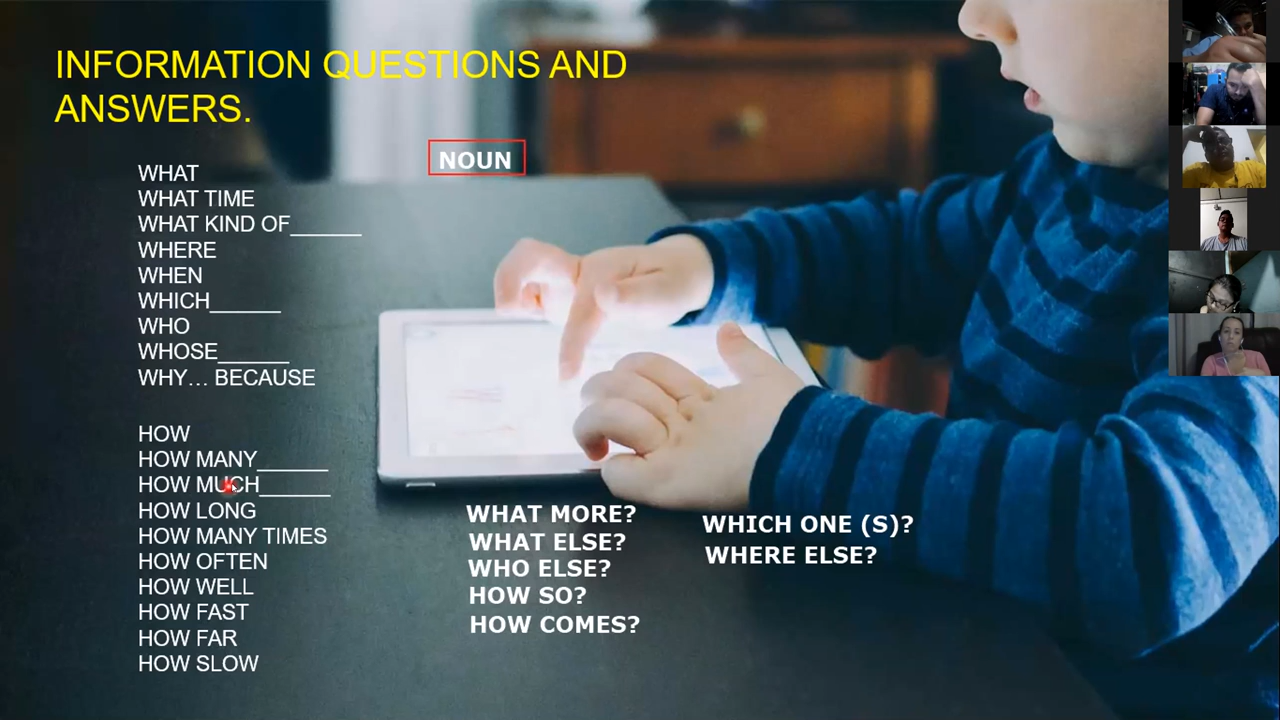 INFORMATION QUESTIONS AND
ANSWERS.
NOUN
WHAT
WHAT TIME
WHAT KIND OF______
WHERE
WHEN
WHICH______
WHO
WHOSE______
WHY… BECAUSE
HOW
HOW MANY______
HOW MUCH______
HOW LONG
HOW MANY TIMES
HOW OFTEN
HOW WELL
HOW FAST
HOW FAR
HOW SLOW
WHAT MORE?
WHAT ELSE?
WHO ELSE?
HOW SO?
HOW COMES?
WHICH ONE (S)?
WHERE ELSE?